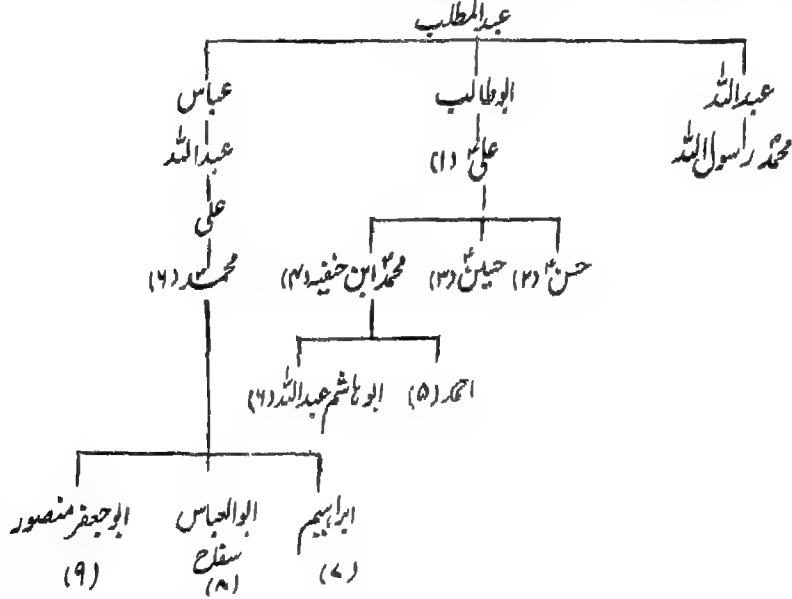 عبدالمطلب
عبداللہ ابوطالب عباس
محمدؐ رسول اللہ علیؑ (۱) عبداللہ
علی
حسنؑ (۲) حسینؑ (۳) محمدؑ ابن حنفیہ (۴) محمد (۶)
احمد (۵) ابوہاشم عبداللہ (۶)
ابراہیم ابوالعباس ابوجعفر منصور
سفاح
(۷) (۸) (۹)